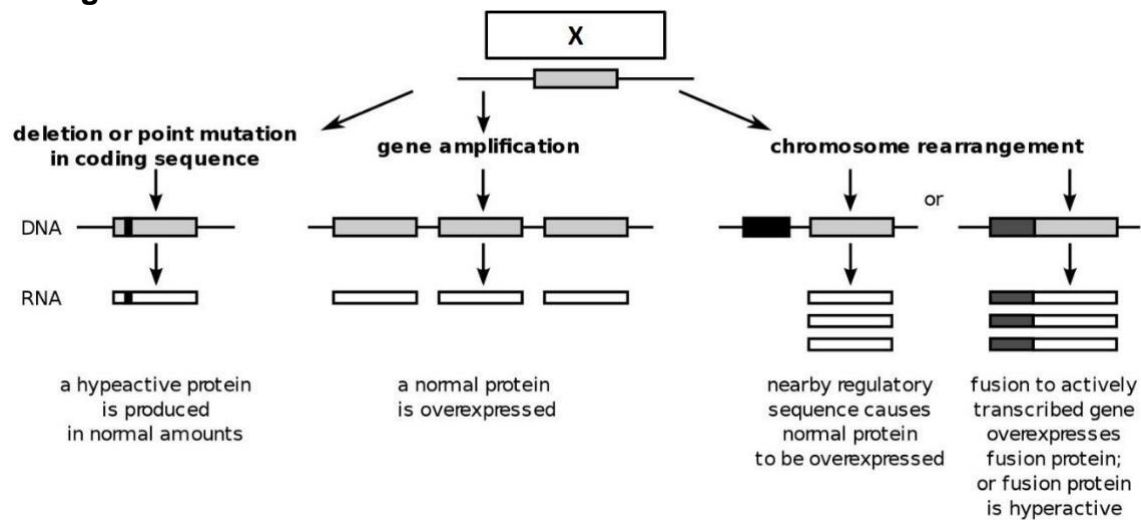 X
deletion or point mutation
in coding sequence
gene amplification
chromosome rearrangement
or
DNA
RNA
a hypeactive protein
is produced
in normal amounts
a normal protein
is overexpressed
nearby regulatory
sequence causes
normal protein
to be overexpressed
fusion to actively
transcribed gene
overexpresses
fusion protein;
or fusion protein
is hyperactive